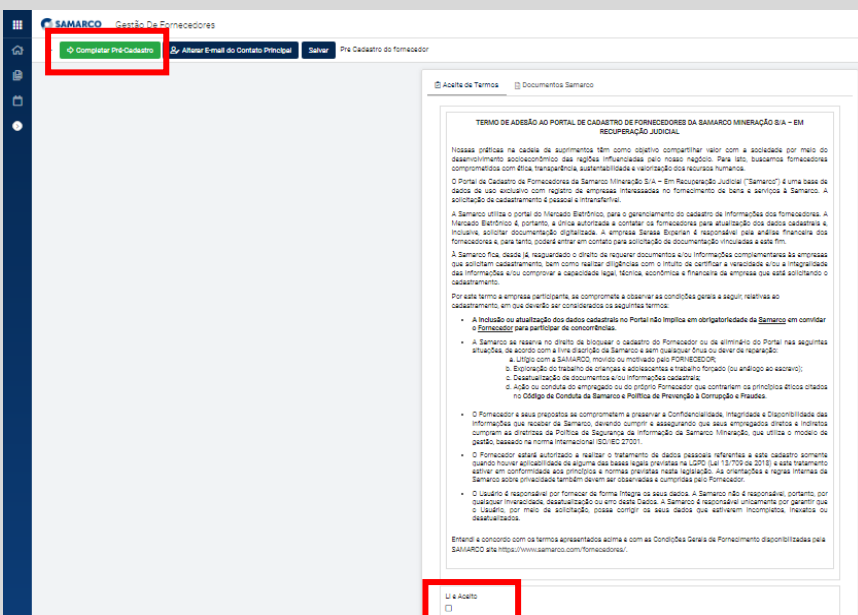 SAMARCO Gestão De Fornecedores
Completar Pré-Cadastro Alterar E-mail do Contato Principal Salvar Pre Cadastro do fornecedor
Aceite de Termos Documentos Samarco
TERMO DE ADESÃO AO PORTAL DE CADASTRO DE FORNECEDORES DA SAMARCO MINERAÇÃO S/A – EM
RECUPERAÇÃO JUDICIAL
Nossas práticas na cadeia de suprimentos têm como objetivo compartilhar valor com a sociedade por meio do
desenvolvimento socioeconômico das regiões influenciadas pelo nosso negócio. Para isto, buscamos fornecedores
comprometidos com ética, transparência, sustentabilidade e valorização dos recursos humanos.
O Portal de Cadastro de Fornecedores da Samarco Mineração S/A – Em Recuperação Judicial ("Samarco") é uma base de
dados de uso exclusivo com registro de empresas interessadas no fornecimento de bens e serviços à Samarco. A
solicitação de cadastramento é pessoal e intransferível.
A Samarco utiliza o portal do Mercado Eletrônico, para o gerenciamento do cadastro de informações dos fornecedores. A
Mercado Eletrônico é, portanto, a única autorizada a contatar os fornecedores para atualização dos dados cadastrais e,
inclusive, solicitar documentação digitalizada. A empresa Serasa Experian é responsável pela análise financeira dos
fornecedores e, para tanto, poderá entrar em contato para solicitação de documentação vinculadas a este fim.
À Samarco fica, desde já, resguardado o direito de requerer documentos e/ou informações complementares às empresas
que solicitam cadastramento, bem como realizar diligências com o intuito de certificar a veracidade e/ou a integralidade
das informações e/ou comprovar a capacidade legal, técnica, econômica e financeira da empresa que está solicitando o
cadastramento.
Por este termo a empresa participante, se compromete a observar as condições gerais a seguir, relativas ao
cadastramento, em que deverão ser considerados os seguintes termos:
• A inclusão ou atualização dos dados cadastrais no Portal não implica em obrigatoriedade da Samarco em convidar
o Fornecedor para participar de concorrências.
• A Samarco se reserva no direito de bloquear o cadastro do Fornecedor ou de eliminá-lo do Portal nas seguintes
situações, de acordo com a livre discrição da Samarco e sem quaisquer ônus ou dever de reparação:
a. Litígio com a SAMARCO, movido ou motivado pelo FORNECEDOR;
b. Exploração do trabalho de crianças e adolescentes e trabalho forçado (ou análogo ao escravo);
c. Desatualização de documentos e/ou informações cadastrais;
d. Ação ou conduta do empregado ou do próprio Fornecedor que contrariem os princípios éticos citados
no Código de Conduta da Samarco e Política de Prevenção à Corrupção e Fraudes.
• O Fornecedor e seus prepostos se comprometem a preservar a Confidencialidade, Integridade e Disponibilidade das
informações que receber da Samarco, devendo cumprir e assegurando que seus empregados diretos e indiretos
cumpram as diretrizes da Política de Segurança da Informação da Samarco Mineração, que utiliza o modelo de
gestão, baseado na norma internacional ISO/IEC 27001.
• O Fornecedor estará autorizado a realizar o tratamento de dados pessoais referentes a este cadastro somente
quando houver aplicabilidade de alguma das bases legais previstas na LGPD (Lei 13/709 de 2018) e este tratamento
estiver em conformidade aos princípios e normas previstas nesta legislação. As orientações e regras internas da
Samarco sobre privacidade também devem ser observadas e cumpridas pelo Fornecedor.
• O Usuário é responsável por fornecer de forma íntegra os seus dados. A Samarco não é responsável, portanto, por
quaisquer inveracidade, desatualização ou erro deste Dados. A Samarco é responsável unicamente por garantir que
o Usuário, por meio de solicitação, possa corrigir os seus dados que estiverem incompletos, inexatos ou
desatualizados.
Entendi e concordo com os termos apresentados acima e com as Condições Gerais de Fornecimento disponibilizadas pela
SAMARCO site https://www.samarco.com/fornecedores/.
Li e Aceito